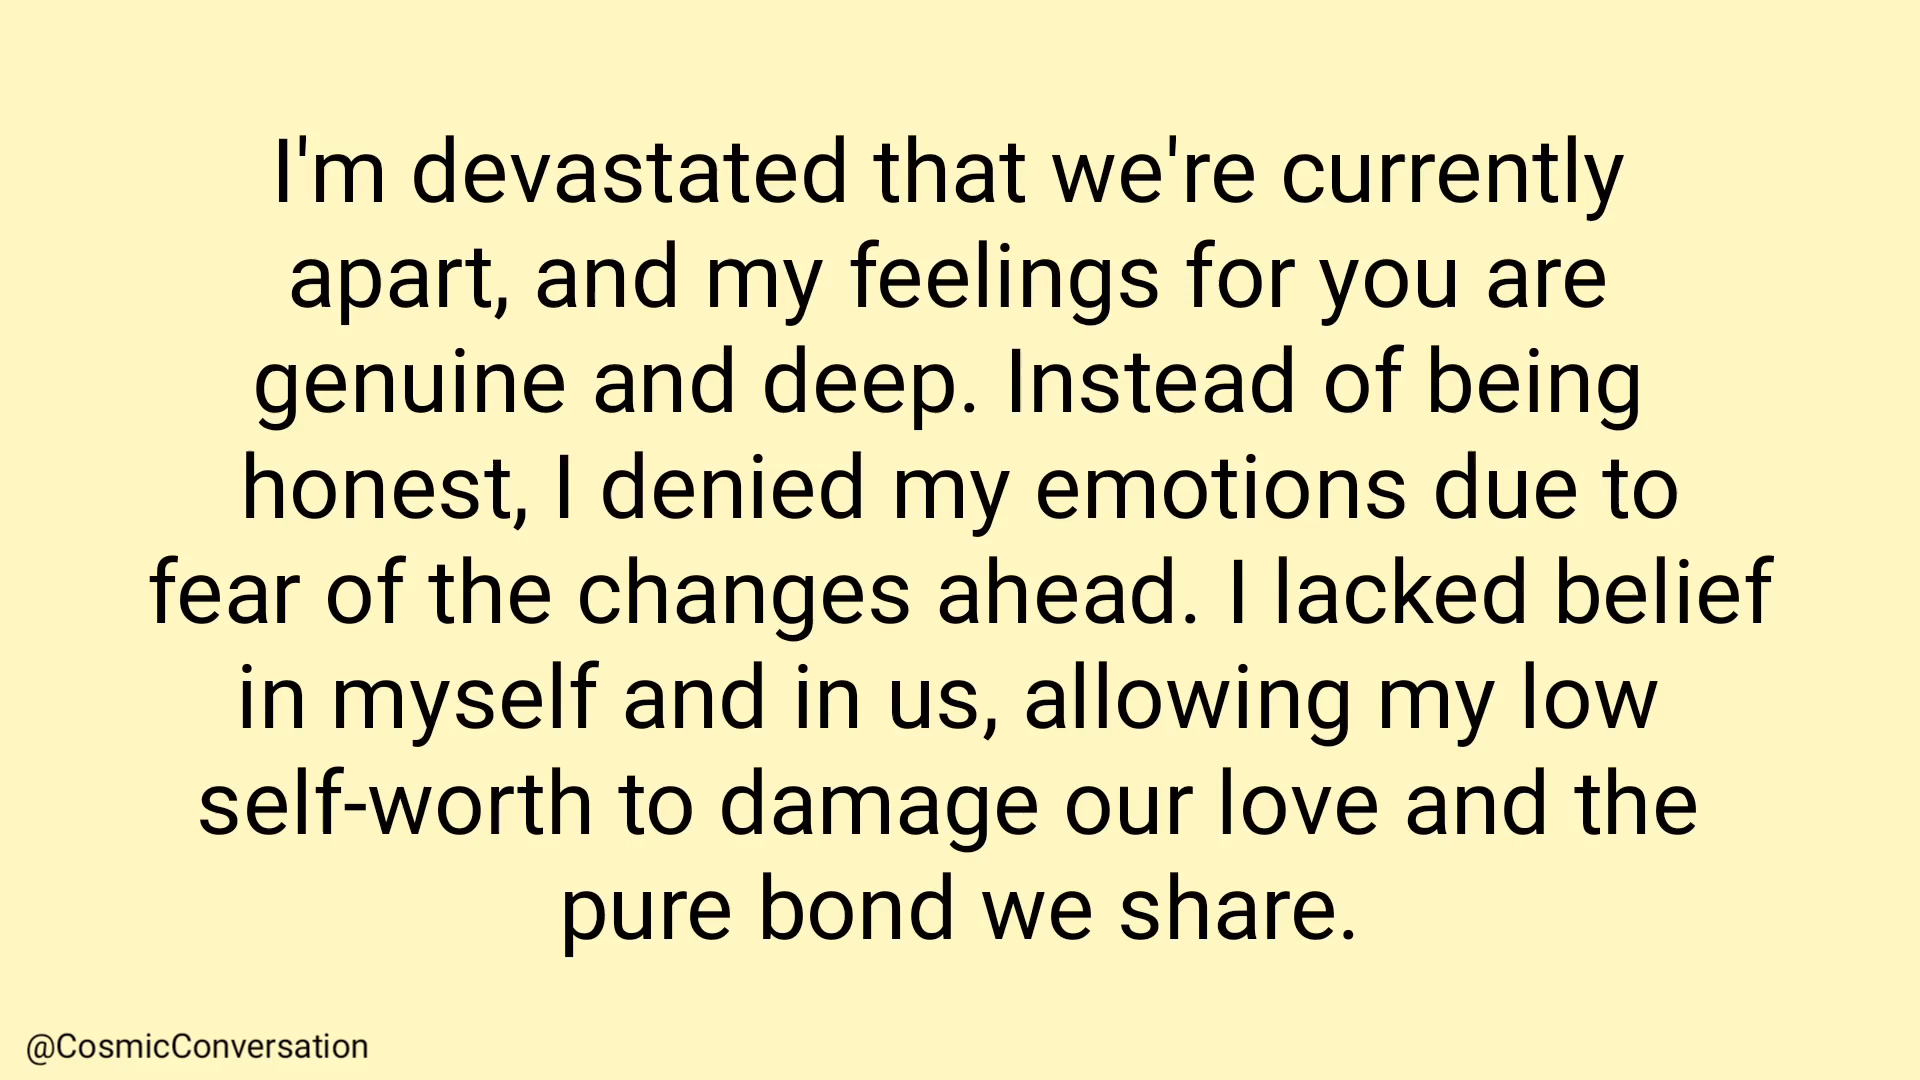 I'm devastated that we're currently
apart, and my feelings for you are
genuine and deep. Instead of being
honest, I denied my emotions due to
fear of the changes ahead. I lacked belief
in myself and in us, allowing my low
self-worth to damage our love and the
pure bond we share.
@CosmicConversation